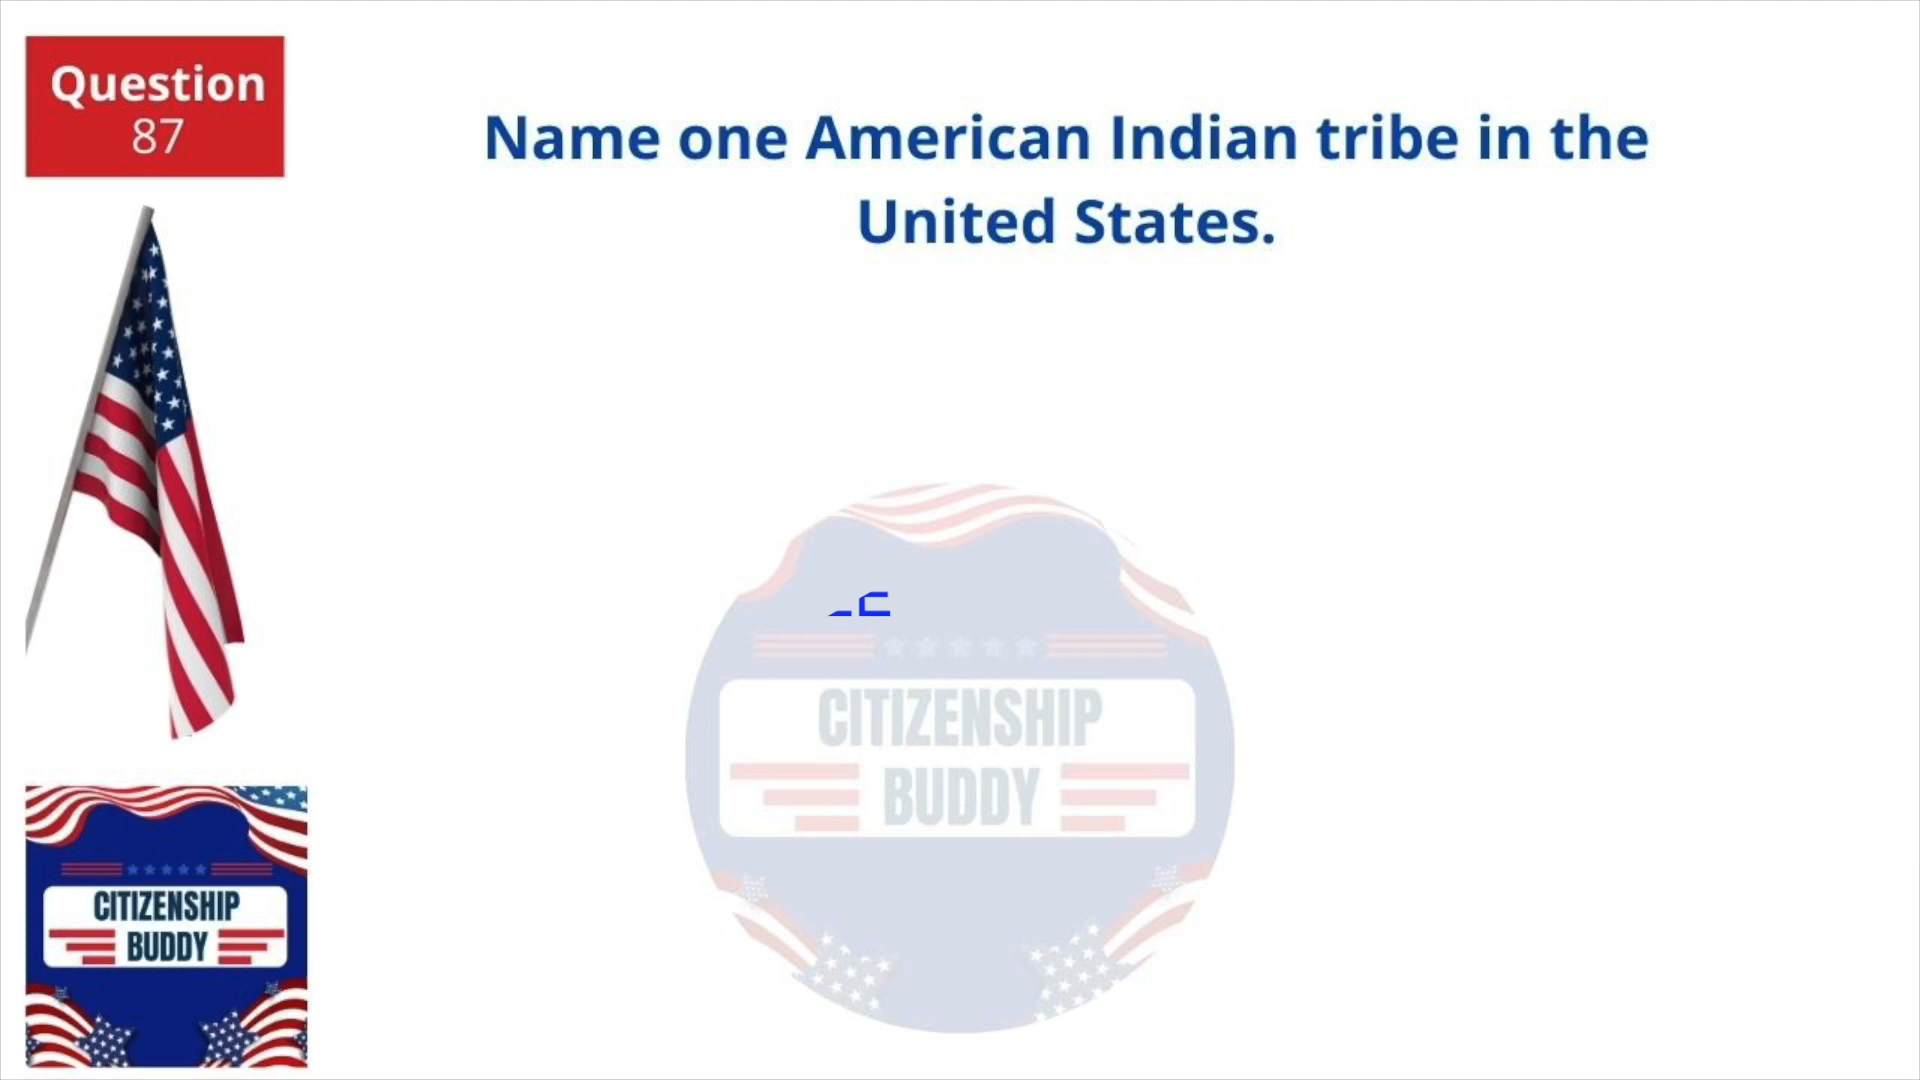 Question
87
Name one American Indian tribe in the
United States.
CITIZENSHIP
BUDDY
CITIZENSHIP
BUDDY